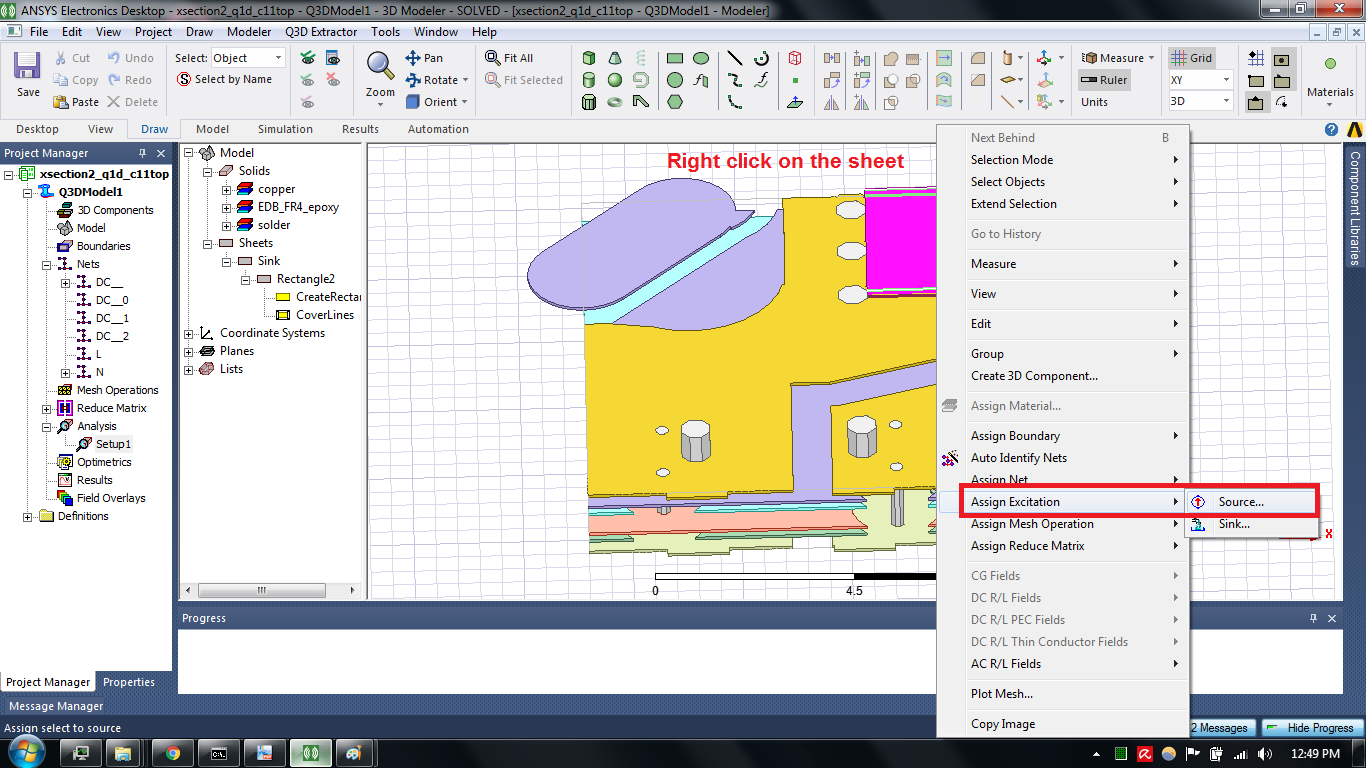 ANSYS Electronics Desktop - xsection2_q1d_c11top - Q3DModel1 - 3D Modeler - SOLVED - [xsection2_q1d_c11top - Q3DModel1 - Modeler]
File Edit View Project Draw Modeler Q3D Extractor Tools Window Help
Save
Cut
Copy
Paste
Undo
Redo
Delete
Select: Object
Select by Name
Zoom
Pan
Rotate
Orient
Fit All
Fit Selected
Measure
Ruler
Units
Grid
XY
3D
Materials
Desktop View Draw Model Simulation Results Automation
Project Manager
xsection2_q1d_c11top
Q3DModel1
3D Components
Model
Boundaries
Nets
DC__
DC__0
DC__1
DC__2
L
N
Mesh Operations
Reduce Matrix
Analysis
Setup1
Optimetrics
Results
Field Overlays
Definitions
Project Manager Properties
Model
Solids
copper
EDB_FR4_epoxy
solder
Sheets
Sink
Rectangle2
CreateRectan
CoverLines
Coordinate Systems
Planes
Lists
Right click on the sheet
0 4.5
X
Next Behind B
Selection Mode
Select Objects
Extend Selection
Go to History
Measure
View
Edit
Group
Create 3D Component...
Assign Material...
Assign Boundary
Auto Identify Nets
Assign Net
Assign Excitation
Source...
Sink...
Assign Mesh Operation
Assign Reduce Matrix
CG Fields
DC R/L Fields
DC R/L PEC Fields
DC R/L Thin Conductor Fields
AC R/L Fields
Plot Mesh...
Copy Image
Component Libraries
Progress
Message Manager
Assign select to source
2 Messages
Hide Progress
12:49 PM